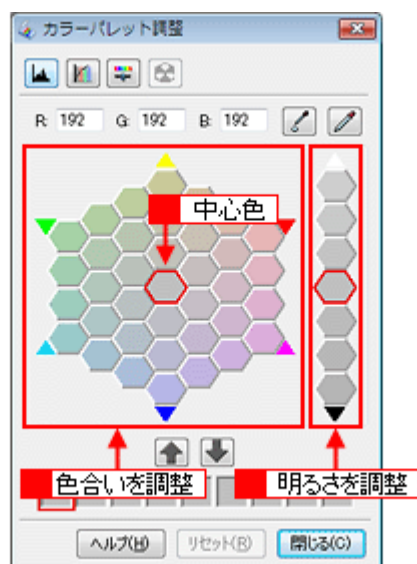 カラーパレット調整
R: 192 G: 192 B: 192
中心色
色合いを調整
明るさを調整
ヘルプ(H) リセット(R) 閉じる(C)